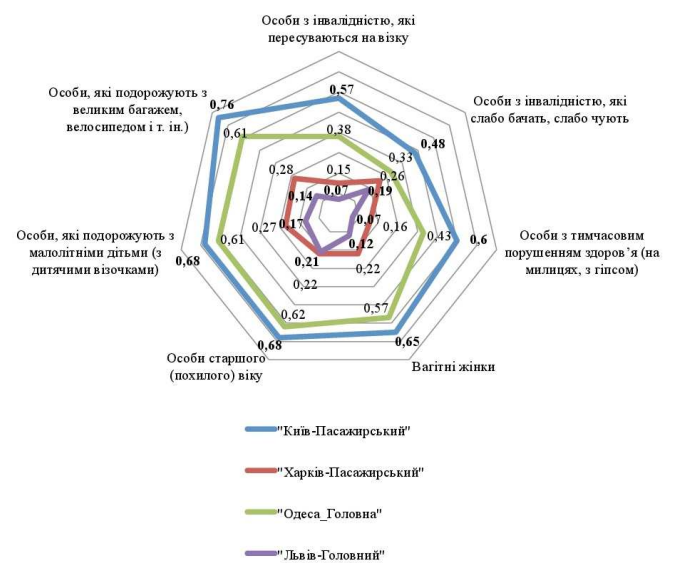 Особи з інвалідністю, які
пересуваються на візку
Особи, які подорожують з
великим багажем,
велосипедом і т. ін.)
Особи з інвалідністю, які
слабо бачать, слабо чують
0,76
0,57
0,61
0,38
0,48
0,33
0,28
0,15
0,26
0,14
0,07
0,19
Особи, які подорожують з
малолітніми дітьми (з
дитячими візочками)
0,68
0,61
0,27
0,17
0,07
0,16
0,43
0,6
Особи з тимчасовим
порушенням здоров’я (на
милицях, з гіпсом)
0,21
0,12
0,22
0,22
0,62
0,57
0,68
0,65
Особи старшого
(похилого) віку
Вагітні жінки
"Київ-Пасажирський"
"Харків-Пасажирський"
"Одеса_Головна"
"Львів-Головний"